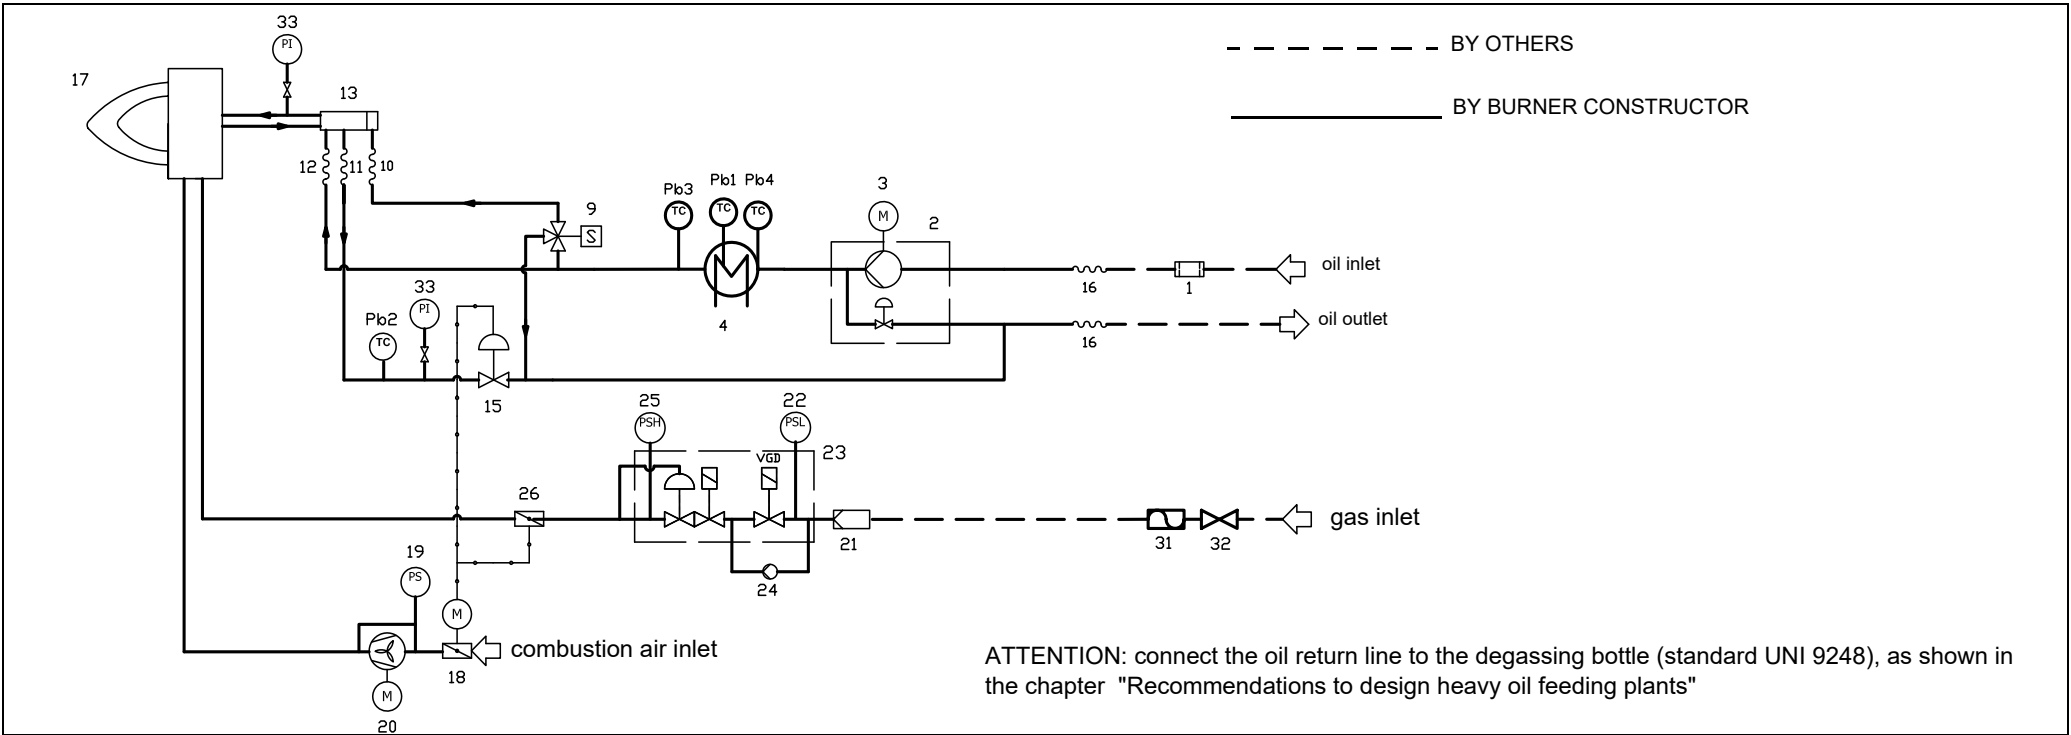 33
PI
BY OTHERS
17
13
BY BURNER CONSTRUCTOR
12
11
10
Pb3
Pb1
Pb4
3
TC
TC
TC
M
9
2
S
oil inlet
16
1
33
PI
4
oil outlet
Pb2
TC
16
15
25
22
PSH
PSL
23
VGD
26
gas inlet
21
31
32
19
PS
24
M
combustion air inlet
18
M
20
ATTENTION: connect the oil return line to the degassing bottle (standard UNI 9248), as shown in
the chapter "Recommendations to design heavy oil feeding plants"